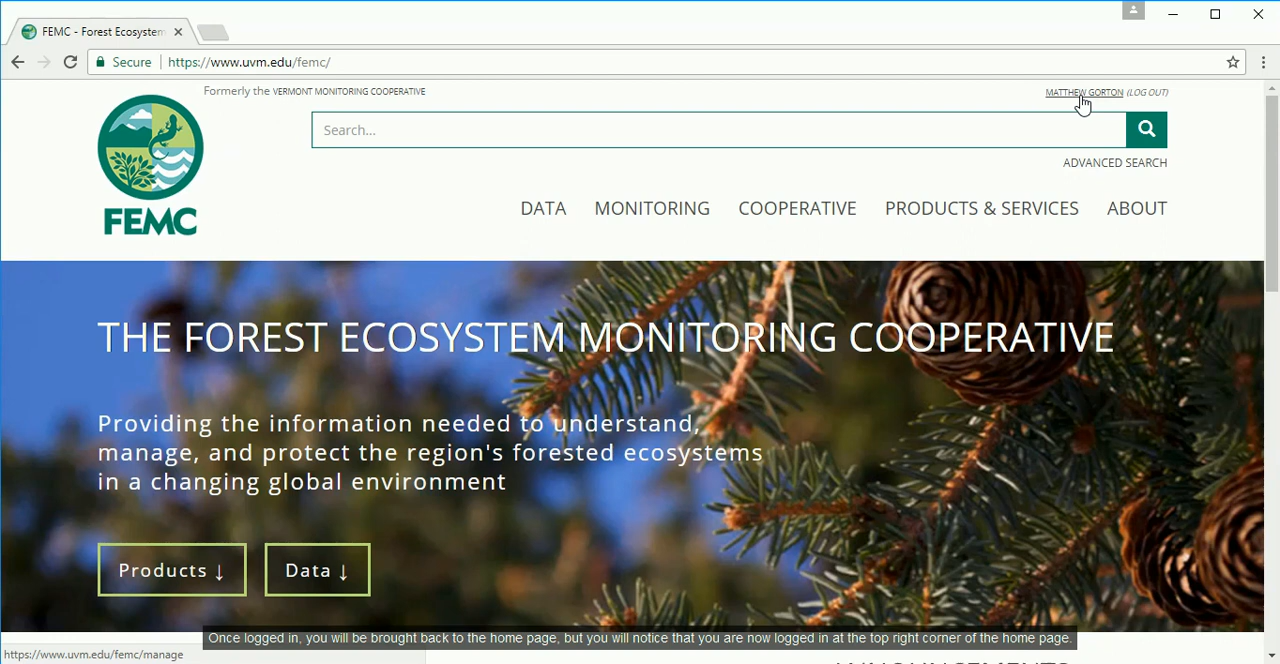 FEMC - Forest Ecosystem
Secure | https://www.uvm.edu/femc/
Formerly the VERMONT MONITORING COOPERATIVE
MATTHEW GORTON (LOG OUT)
Search...
ADVANCED SEARCH
FEMC
DATA MONITORING COOPERATIVE PRODUCTS & SERVICES ABOUT
THE FOREST ECOSYSTEM MONITORING COOPERATIVE
Providing the information needed to understand,
manage, and protect the region's forested ecosystems
in a changing global environment
Products ↓ Data ↓
Once logged in, you will be brought back to the home page, but you will notice that you are now logged in at the top right corner of the home page.
https://www.uvm.edu/femc/manage